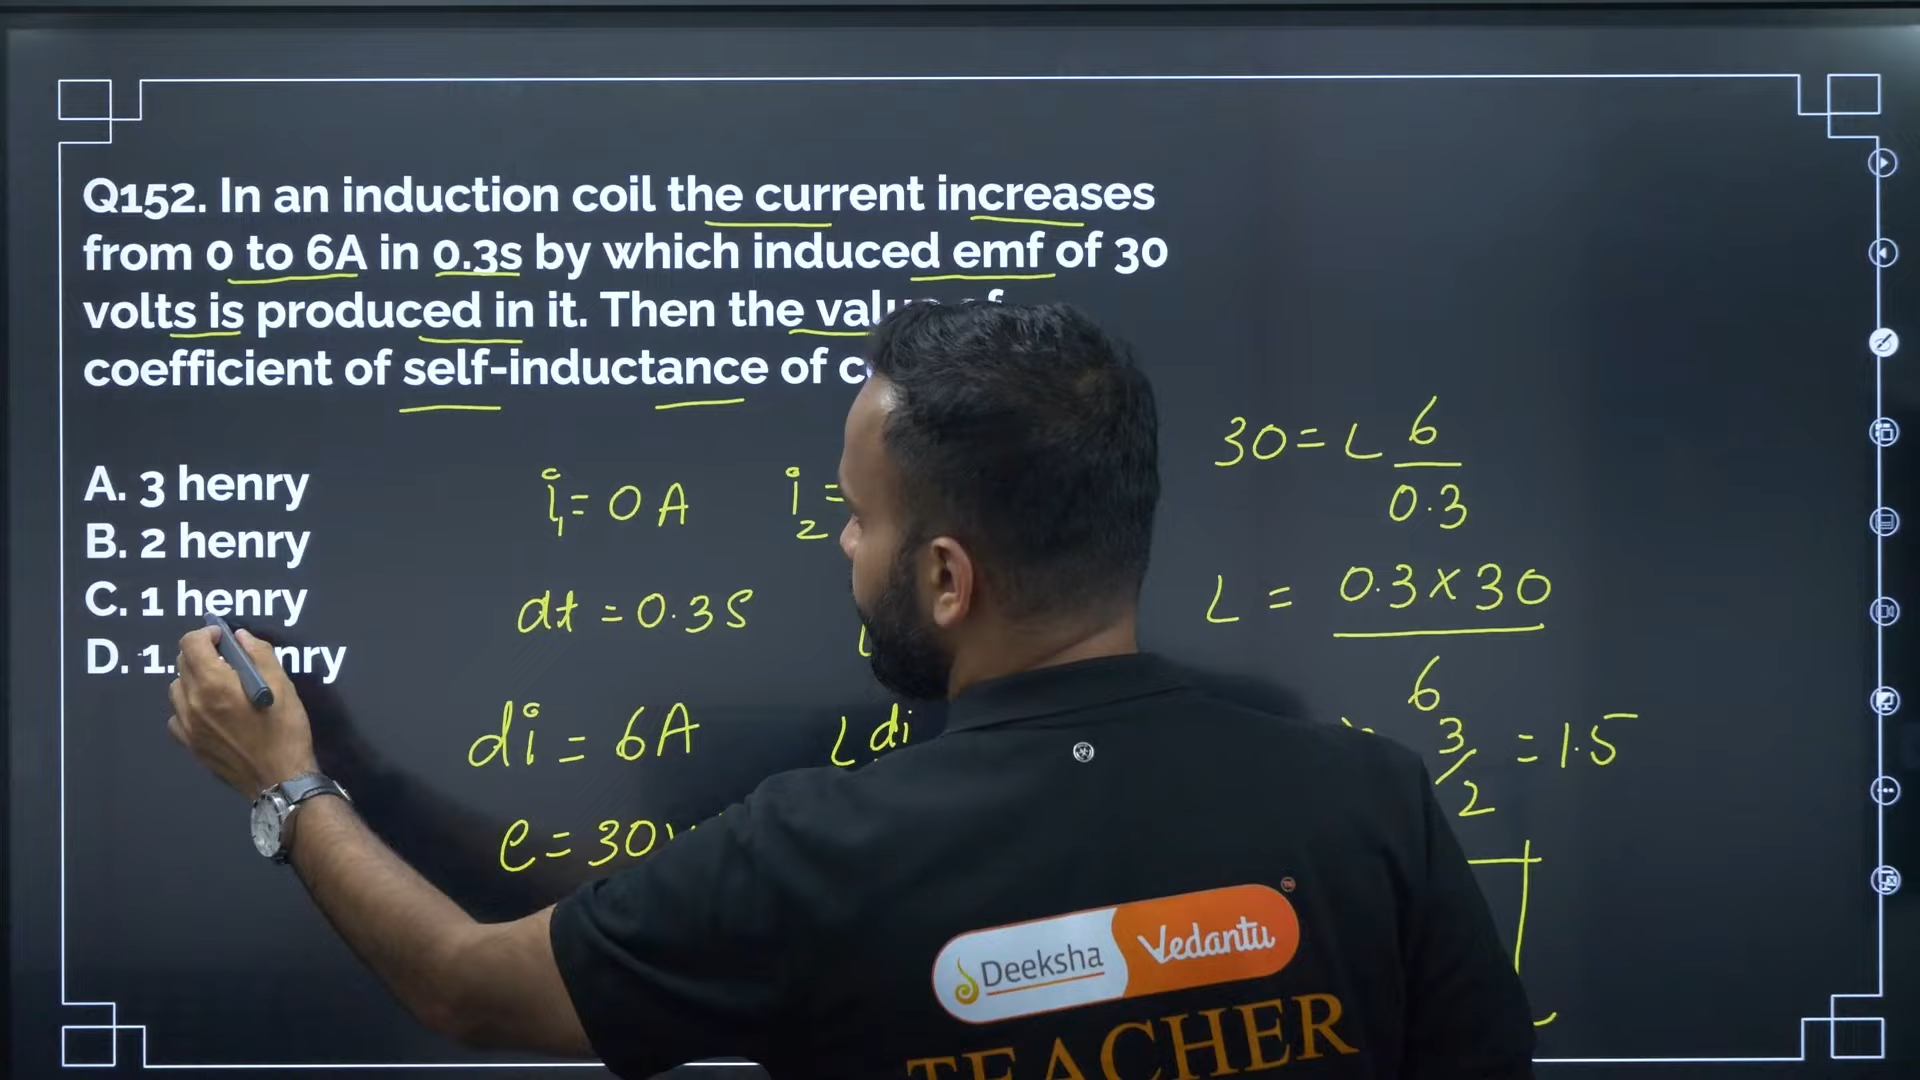 Q152. In an induction coil the current increases
from 0 to 6A in 0.3s by which induced emf of 30
volts is produced in it. Then the
coefficient of self-inductance of
A. 3 henry
B. 2 henry
C. 1 henry
D. 1.
i₁ = 0 A
i₂ =
dt = 0.3 s
di = 6A
L di
e = 30
30 = L 6/0.3
L = 0.3 × 30
6
3/2 = 1.5
Deeksha Vedantu
TEACHER